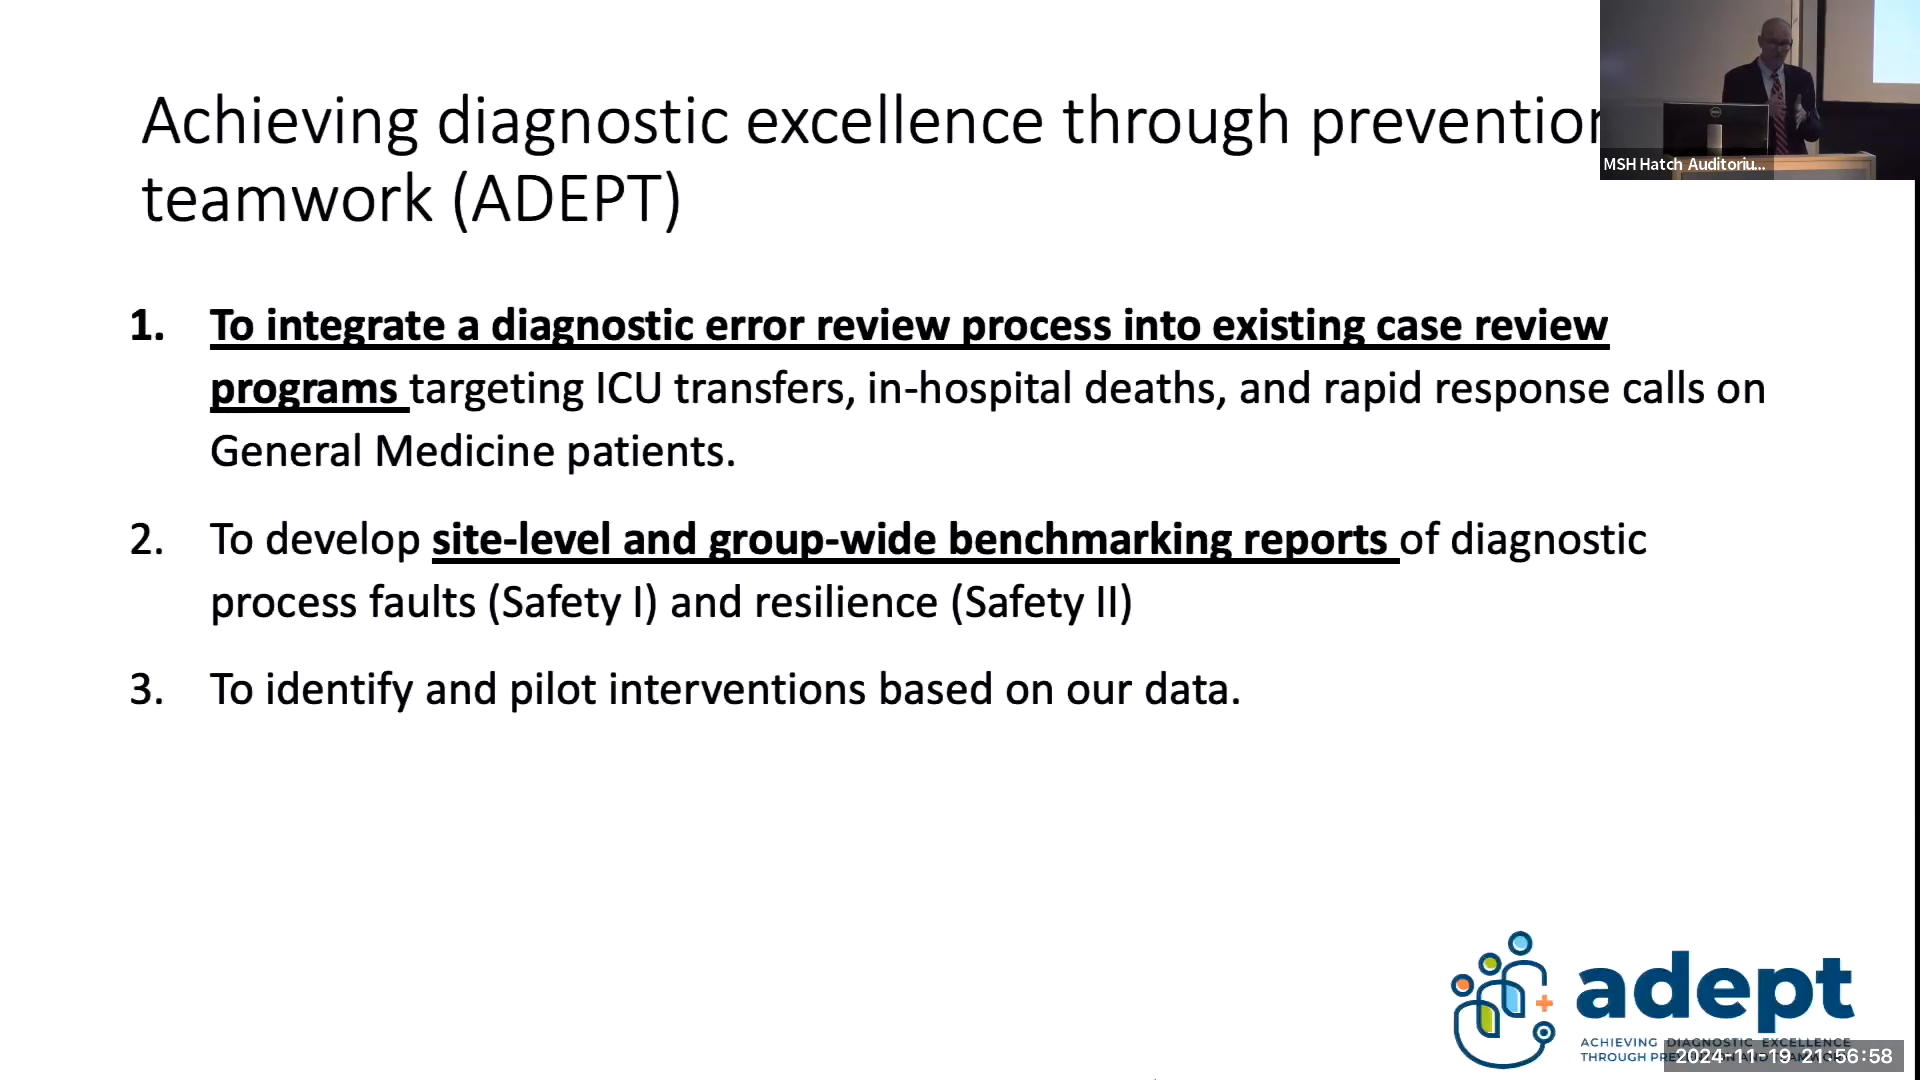 Achieving diagnostic excellence through prevention
teamwork (ADEPT)
MSH Hatch Auditoriu...
1. To integrate a diagnostic error review process into existing case review
programs targeting ICU transfers, in-hospital deaths, and rapid response calls on
General Medicine patients.
2. To develop site-level and group-wide benchmarking reports of diagnostic
process faults (Safety I) and resilience (Safety II)
3. To identify and pilot interventions based on our data.
adept
ACHIEVING DIAGNOSTIC EXCELLENCE
THROUGH
2024-11-19 21:56:58